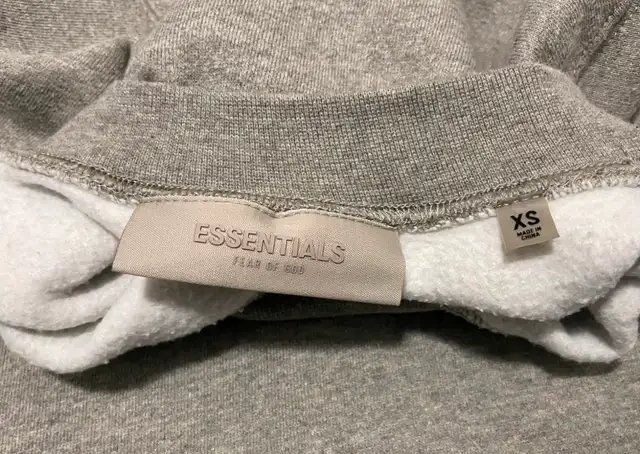 ESSENTIALS
FEAR OF GOD
XS
MADE IN
CHINA